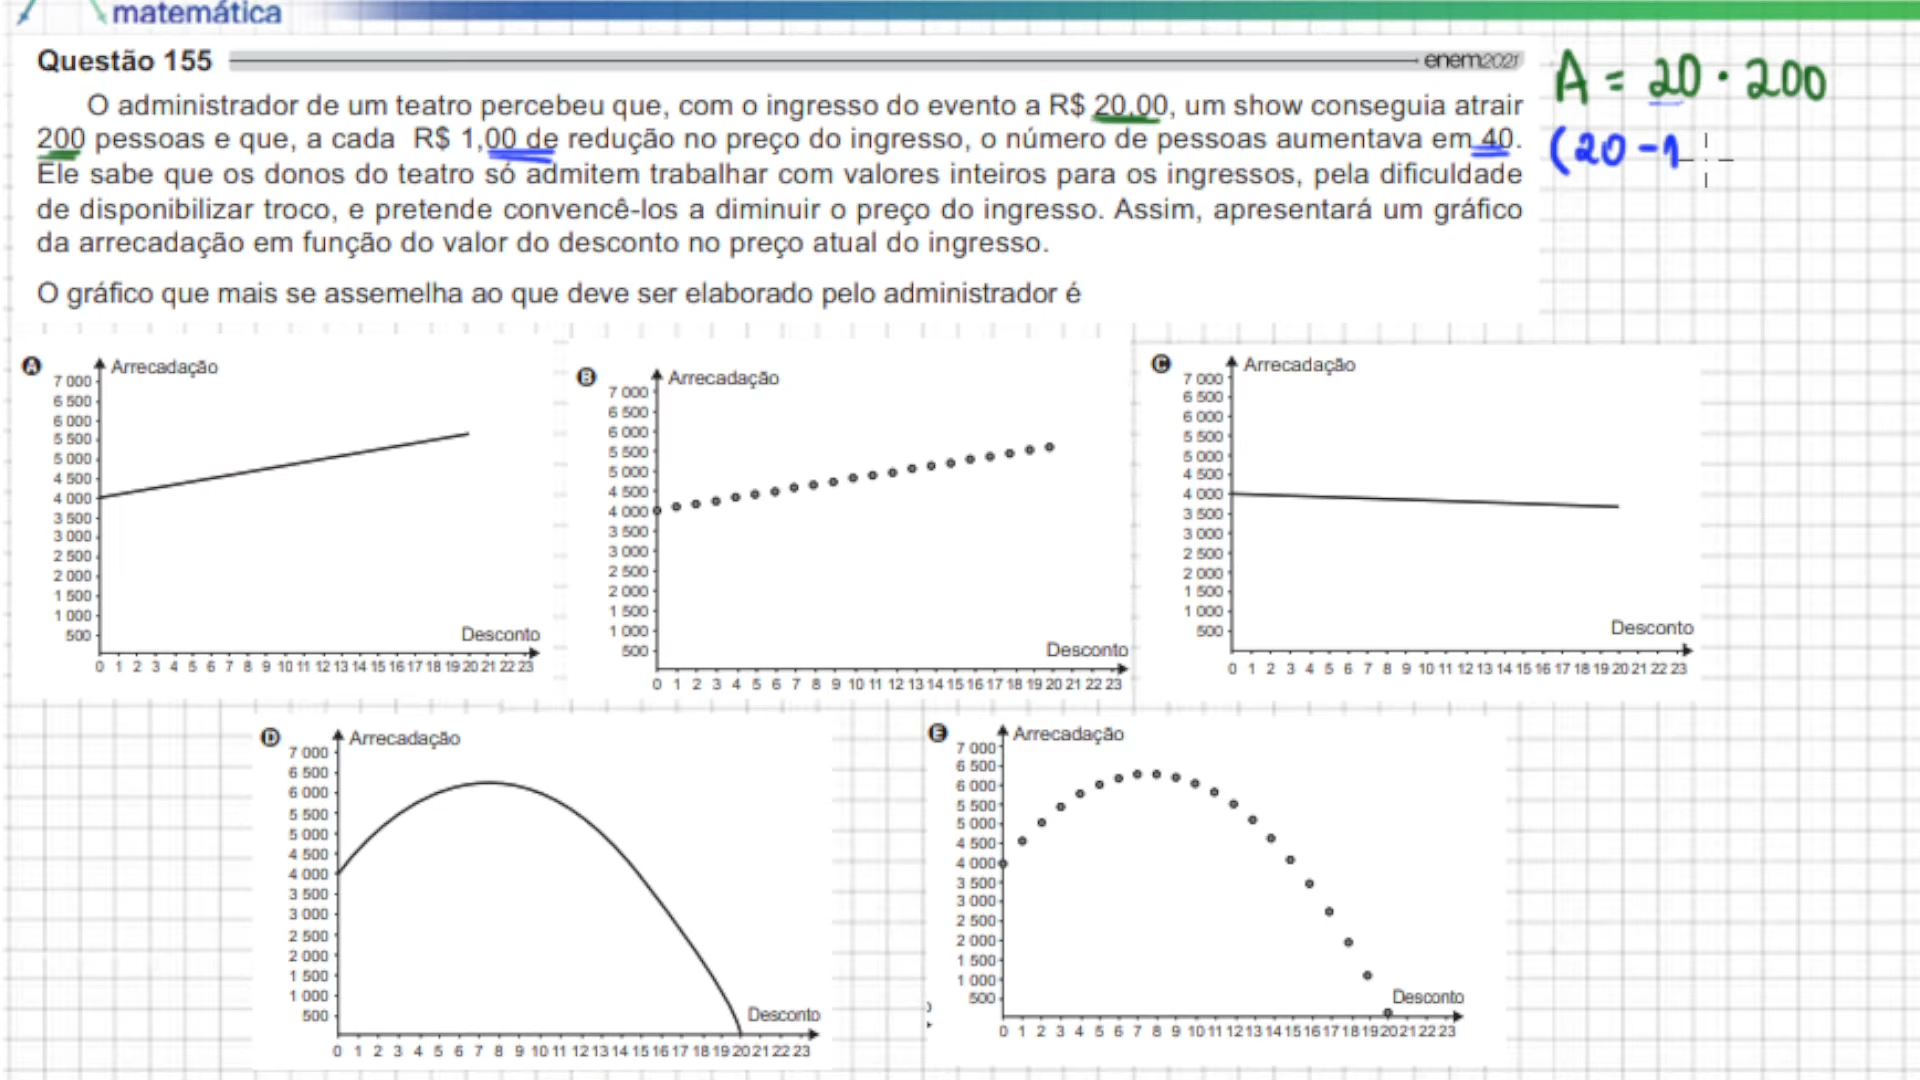 matemática
Questão 155
enem2021
O administrador de um teatro percebeu que, com o ingresso do evento a R$ 20,00, um show conseguia atrair
200 pessoas e que, a cada R$ 1,00 de redução no preço do ingresso, o número de pessoas aumentava em 40.
Ele sabe que os donos do teatro só admitem trabalhar com valores inteiros para os ingressos, pela dificuldade
de disponibilizar troco, e pretende convencê-los a diminuir o preço do ingresso. Assim, apresentará um gráfico
da arrecadação em função do valor do desconto no preço atual do ingresso.
O gráfico que mais se assemelha ao que deve ser elaborado pelo administrador é
A = 20 · 200
(20 - 1
A
Arrecadação
7 000
6 500
6 000
5 500
5 000
4 500
4 000
3 500
3 000
2 500
2 000
1 500
1 000
500
Desconto
0 1 2 3 4 5 6 7 8 9 10 11 12 13 14 15 16 17 18 19 20 21 22 23
B
Arrecadação
7 000
6 500
6 000
5 500
5 000
4 500
4 000
3 500
3 000
2 500
2 000
1 500
1 000
500
Desconto
0 1 2 3 4 5 6 7 8 9 10 11 12 13 14 15 16 17 18 19 20 21 22 23
C
Arrecadação
7 000
6 500
6 000
5 500
5 000
4 500
4 000
3 500
3 000
2 500
2 000
1 500
1 000
500
Desconto
0 1 2 3 4 5 6 7 8 9 10 11 12 13 14 15 16 17 18 19 20 21 22 23
D
Arrecadação
7 000
6 500
6 000
5 500
5 000
4 500
4 000
3 500
3 000
2 500
2 000
1 500
1 000
500
Desconto
0 1 2 3 4 5 6 7 8 9 10 11 12 13 14 15 16 17 18 19 20 21 22 23
E
Arrecadação
7 000
6 500
6 000
5 500
5 000
4 500
4 000
3 500
3 000
2 500
2 000
1 500
1 000
500
Desconto
0 1 2 3 4 5 6 7 8 9 10 11 12 13 14 15 16 17 18 19 20 21 22 23